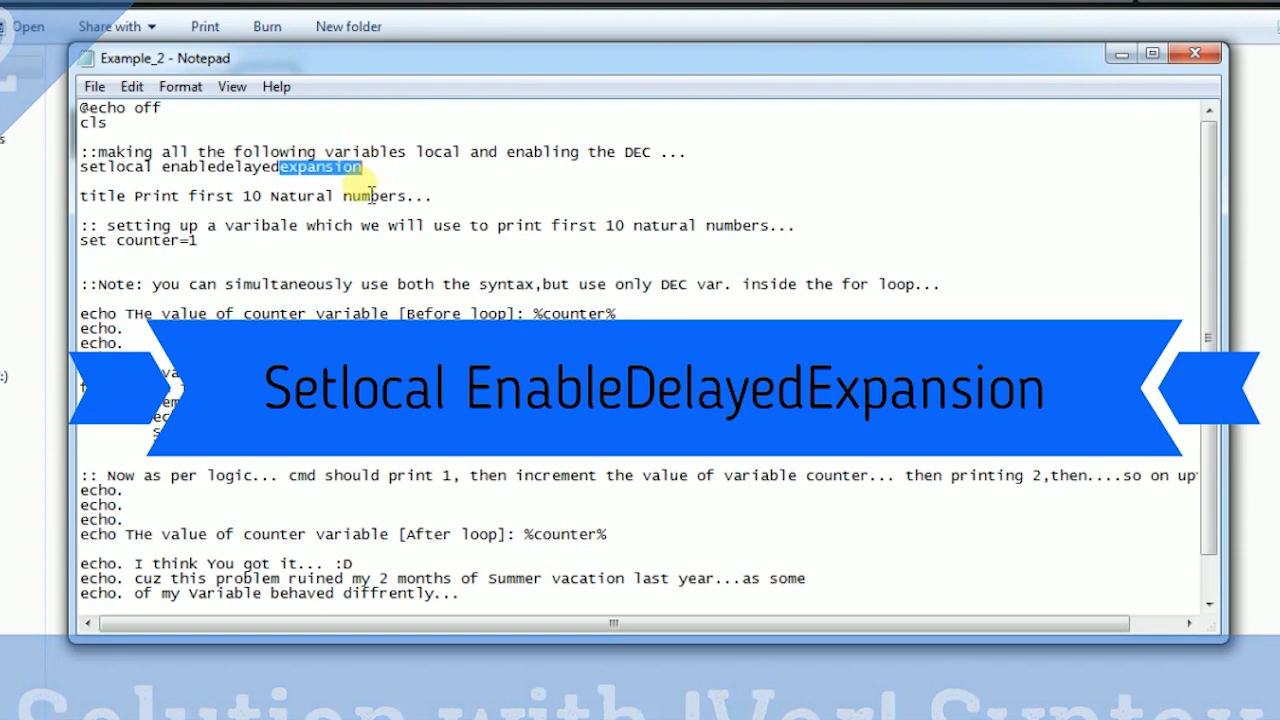 Open Share with Print Burn New folder
Example_2 - Notepad
File Edit Format View Help
@echo off
cls
::making all the following variables local and enabling the DEC ...
setlocal enabledelayedexpansion
title Print first 10 Natural numbers...
:: setting up a varibale which we will use to print first 10 natural numbers...
set counter=1
::Note: you can simultaneously use both the syntax,but use only DEC var. inside the for loop...
echo THe value of counter variable [Before loop]: %counter%
echo.
echo.
Setlocal EnableDelayedExpansion
:: Now as per logic... cmd should print 1, then increment the value of variable counter... then printing 2,then....so on up
echo.
echo.
echo.
echo THe value of counter variable [After loop]: %counter%
echo. I think You got it... :D
echo. cuz this problem ruined my 2 months of Summer vacation last year...as some
echo. of my Variable behaved diffrently...
Solution with !Var! Syntax